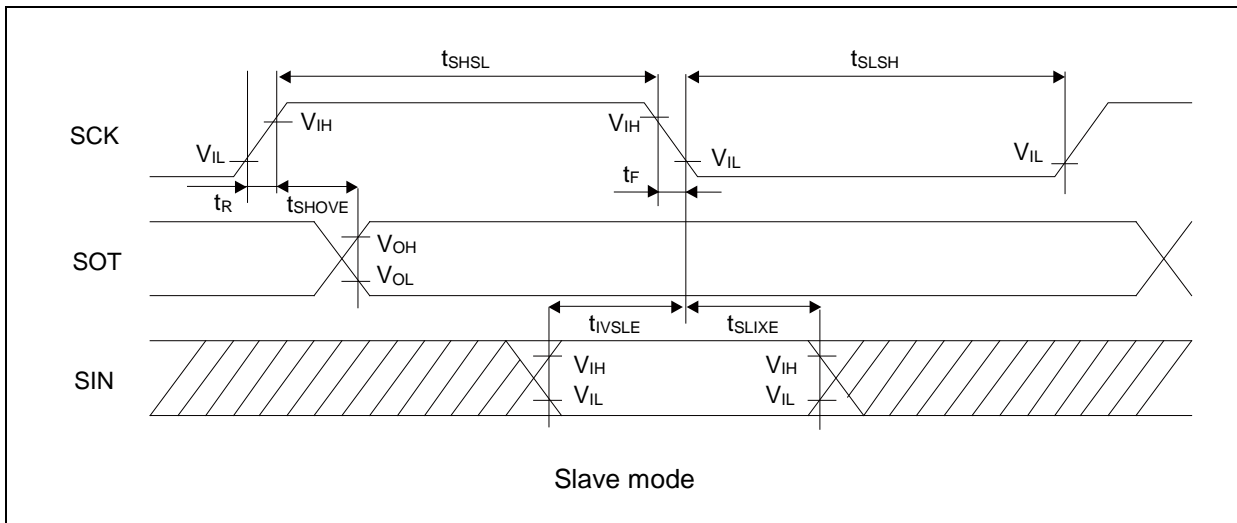 tSHSL tSLSH
SCK VIH VIH
VIL VIL VIL
tR tSHOVE tF
SOT VOH
VOL
tIVSLE tSLIXE
SIN VIH VIH
VIL VIL
Slave mode